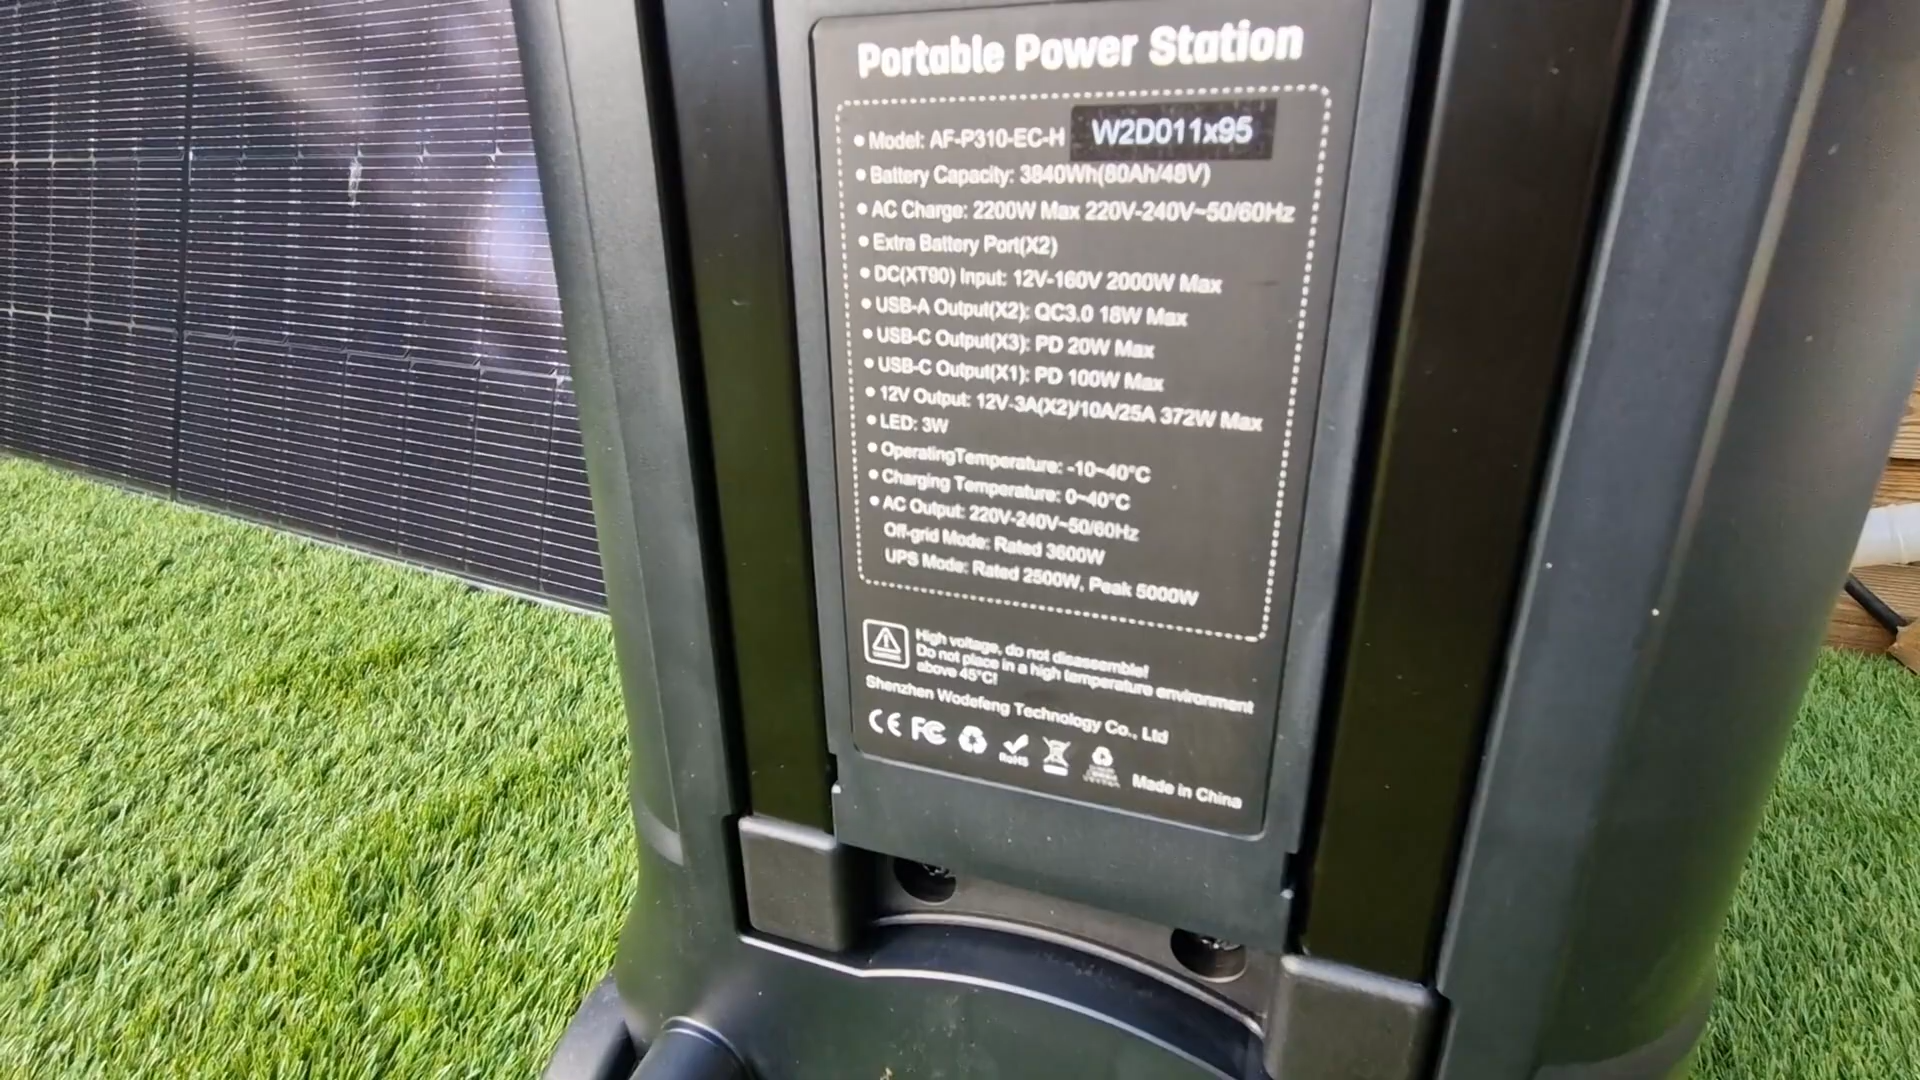 Portable Power Station
• Model: AF-P310-EC-H W2D011x95
• Battery Capacity: 3840Wh(80Ah/48V)
• AC Charge: 2200W Max 220V-240V~50/60Hz
• Extra Battery Port(X2)
• DC(XT90) Input: 12V-160V 2000W Max
• USB-A Output(X2): QC3.0 18W Max
• USB-C Output(X3): PD 20W Max
• USB-C Output(X1): PD 100W Max
• 12V Output: 12V-3A(X2)/10A/25A 372W Max
• LED: 3W
• OperatingTemperature: -10~40°C
• Charging Temperature: 0~40°C
• AC Output: 220V-240V~50/60Hz
Off-grid Mode: Rated 3600W
UPS Mode: Rated 2500W, Peak 5000W
High voltage, do not disassemble!
Do not place in a high temperature environment
above 45°C!
Shenzhen Wodefeng Technology Co., Ltd
CE FC RoHS Made in China